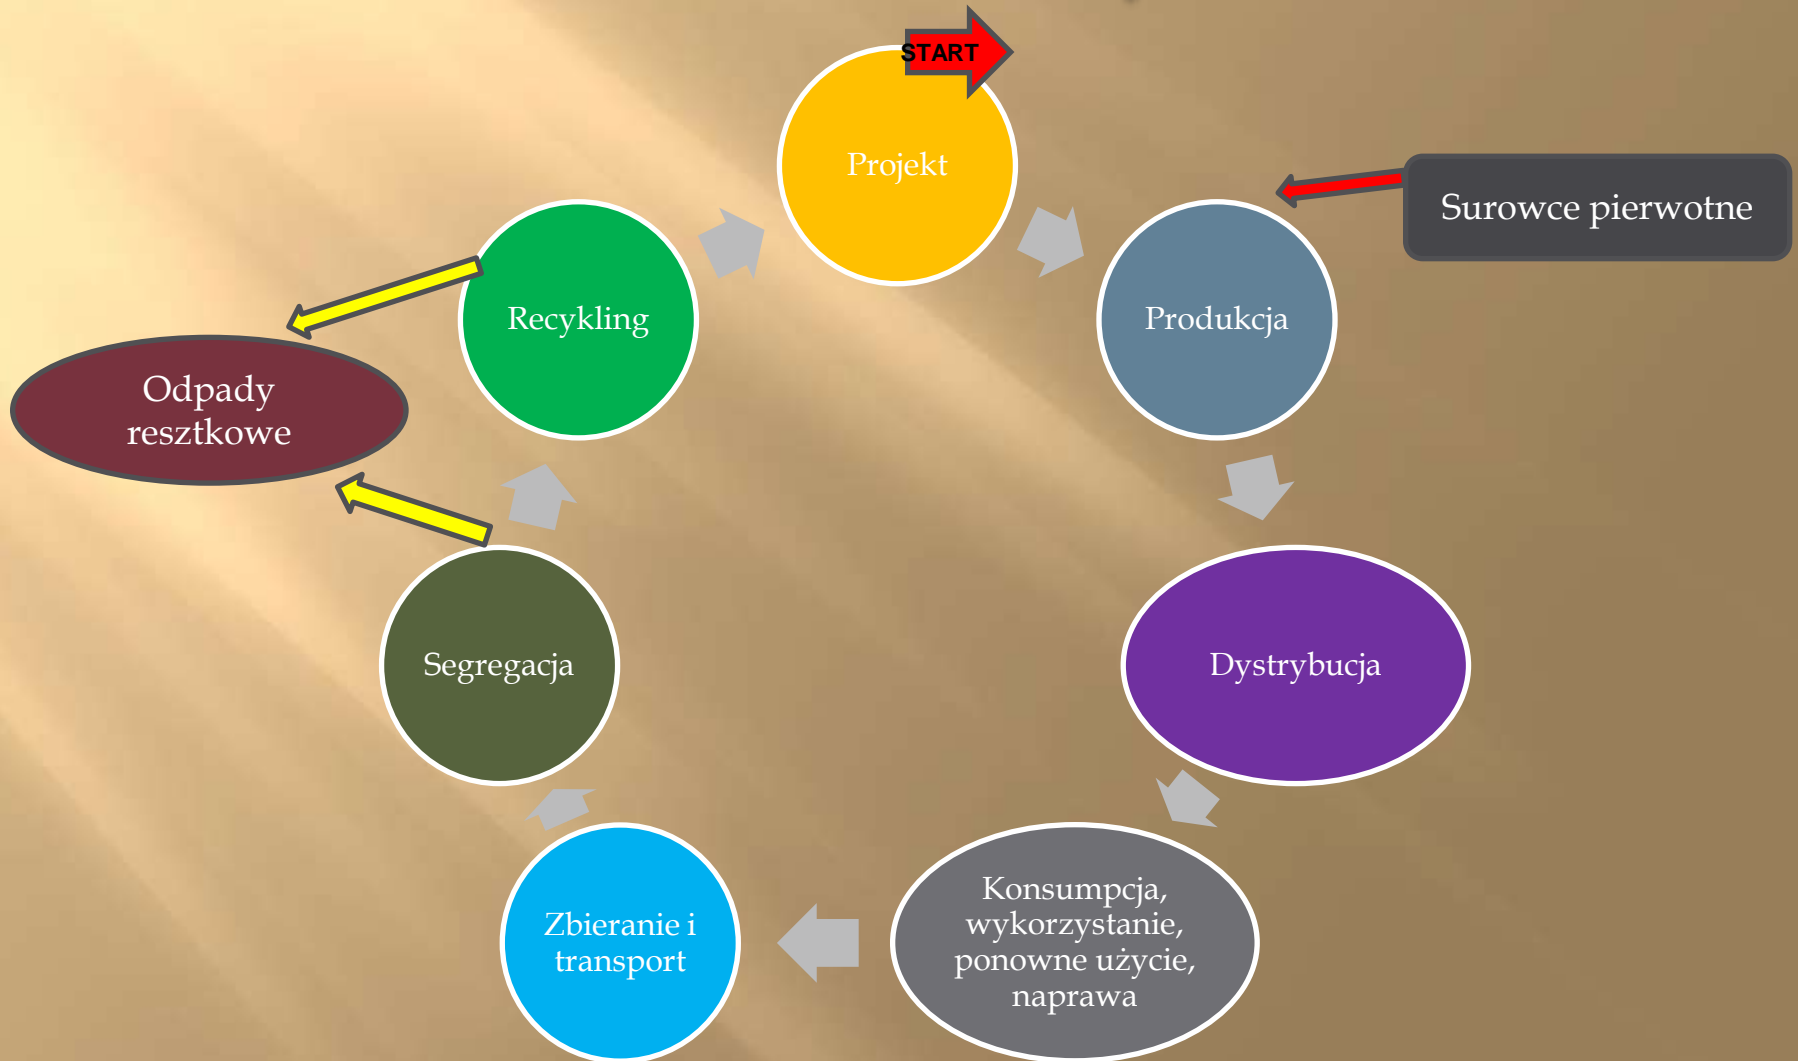 START
Projekt
Surowce pierwotne
Produkcja
Recykling
Odpady
resztkowe
Segregacja
Dystrybucja
Zbieranie i
transport
Konsumpcja,
wykorzystanie,
ponowne użycie,
naprawa